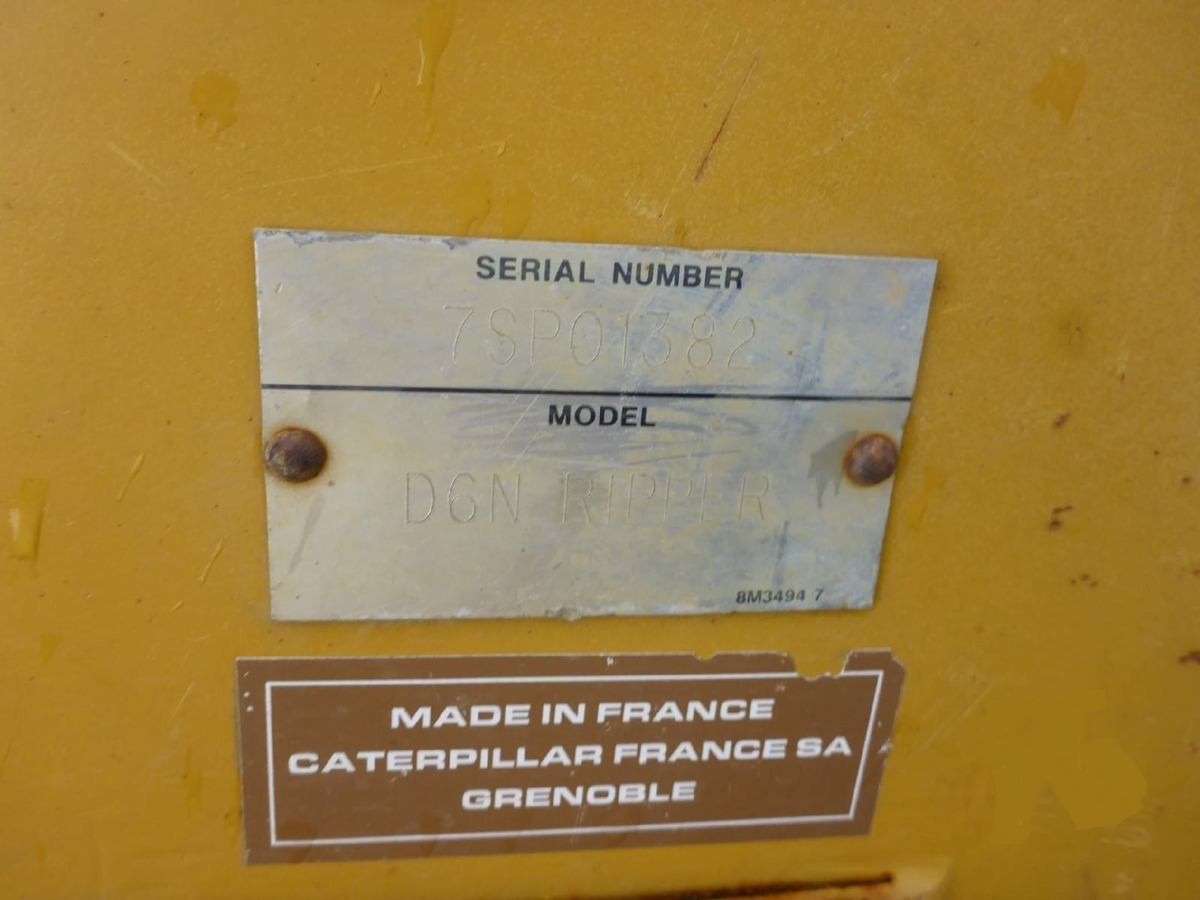 SERIAL NUMBER
7SP01382
MODEL
D6N RIPPER
8M3494 7
MADE IN FRANCE
CATERPILLAR FRANCE SA
GRENOBLE